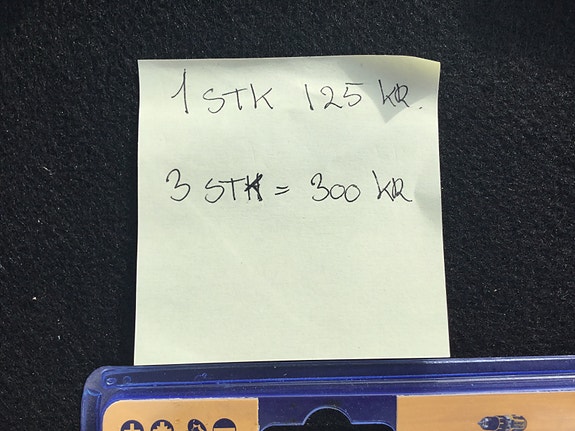 1 STK 125 KR.
3 STK = 300 KR